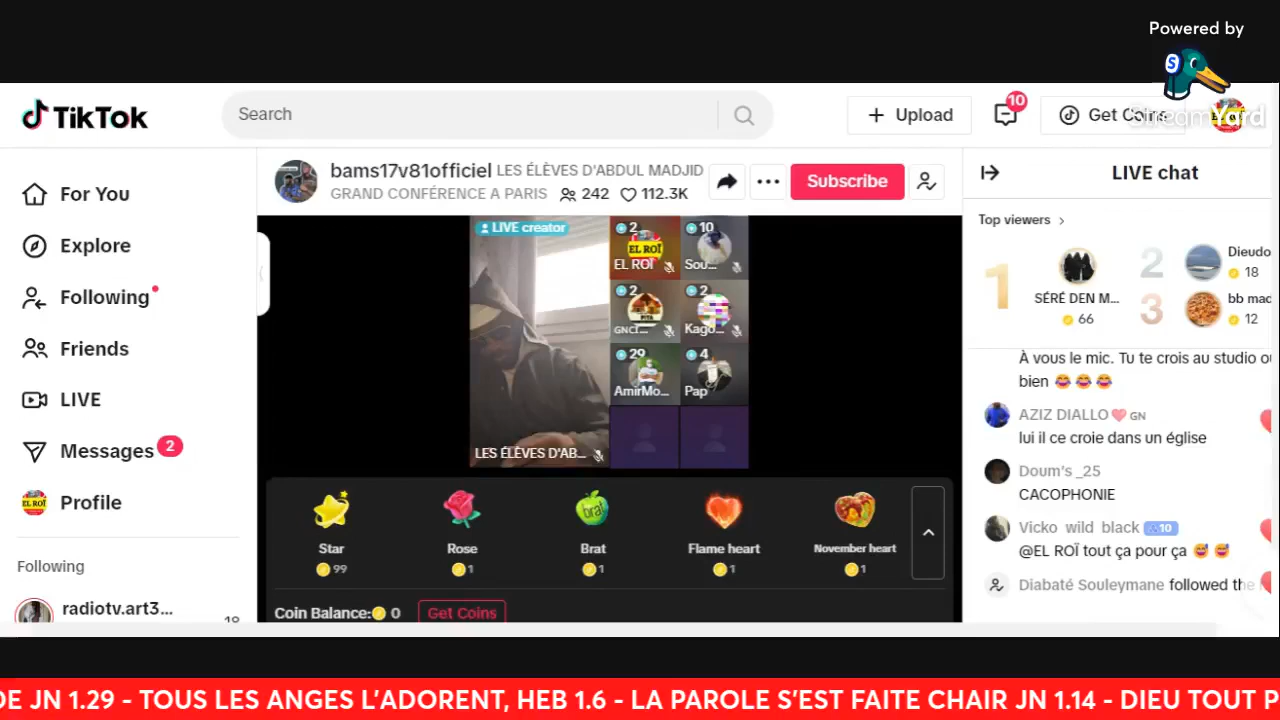 Powered by
StreamYard
TikTok
Search
Upload
10
Get Coins
For You
Explore
Following
Friends
LIVE
Messages 2
Profile
Following
radiotv.art3...
bams17v81officiel LES ÉLÈVES D'ABDUL MADJID
GRAND CONFÉRENCE A PARIS 242 112.3K
Subscribe
LIVE creator
2
EL ROÏ
EL ROÏ
10
Sou...
2
2
Kago...
29
AmirMo...
4
Pap
LES ÉLÈVES D'AB...
Star
99
Rose
1
brat
Brat
1
Flame heart
1
November heart
1
Coin Balance: 0 Get Coins
LIVE chat
Top viewers
1
SÉRÉ DEN M...
66
2
Dieudo
18
3
bb mad
12
À vous le mic. Tu te crois au studio ou
bien
AZIZ DIALLO GN
lui il ce croie dans un église
Doum's _25
CACOPHONIE
Vicko wild black 10
@EL ROÏ tout ça pour ça
Diabaté Souleymane followed the
DE JN 1.29 - TOUS LES ANGES L'ADORENT, HEB 1.6 - LA PAROLE S'EST FAITE CHAIR JN 1.14 - DIEU TOUT P